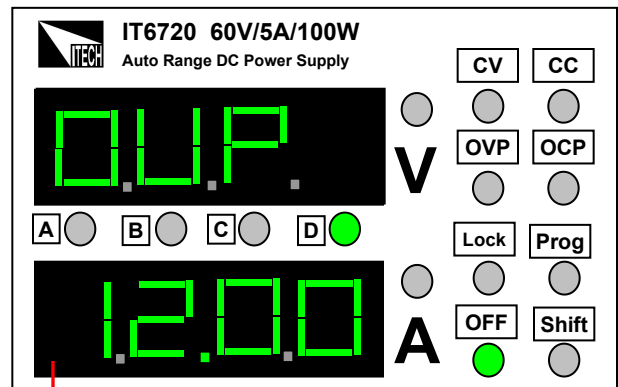 ITECH
IT6720 60V/5A/100W
Auto Range DC Power Supply
CV CC
OUP
V
OVP OCP
A B C D
Lock Prog
12.00
A
OFF Shift